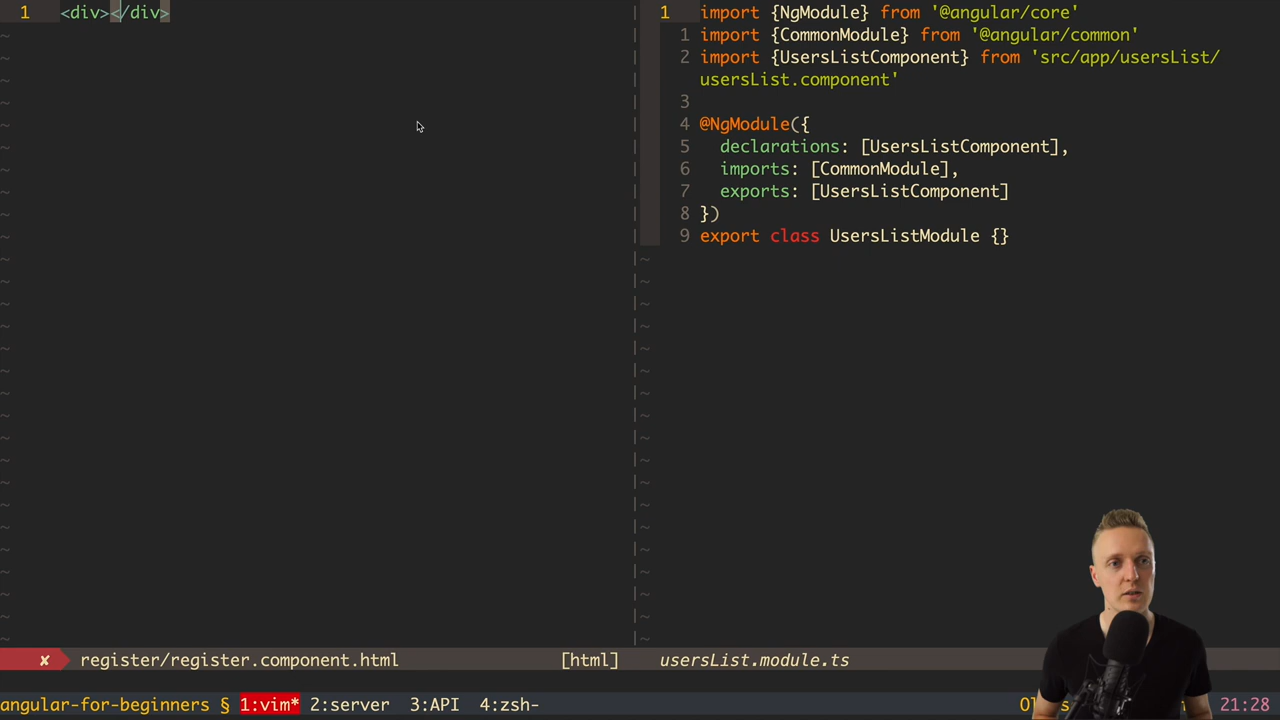 1 <div></div>
1 import {NgModule} from '@angular/core'
1 import {CommonModule} from '@angular/common'
2 import {UsersListComponent} from 'src/app/usersList/
usersList.component'
3
4 @NgModule({
5 declarations: [UsersListComponent],
6 imports: [CommonModule],
7 exports: [UsersListComponent]
8 })
9 export class UsersListModule {}
✘ register/register.component.html [html]
usersList.module.ts
angular-for-beginners § 1:vim* 2:server 3:API 4:zsh- 21:28